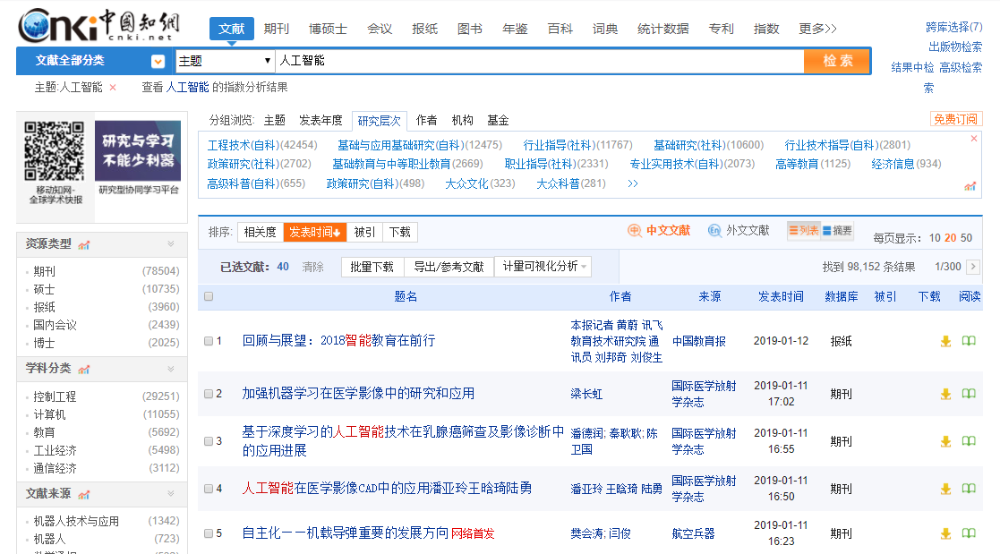 cnki 中国知網
cnki.net
文献 期刊 博硕士 会议 报纸 图书 年鉴 百科 词典 统计数据 专利 指数 更多>>
跨库选择(7)
出版物检索
结果中检 高级检索
索
文献全部分类 主题 人工智能 检 索
主题:人工智能 × 查看 人工智能 的指数分析结果
研究与学习
不能少利器
移动知网-
全球学术快报
研究型协同学习平台
分组浏览: 主题 发表年度 研究层次 作者 机构 基金 免费订阅
工程技术(自科)(42454) 基础与应用基础研究(自科)(12475) 行业指导(社科)(11767) 基础研究(社科)(10600) 行业技术指导(自科)(2801)
政策研究(社科)(2702) 基础教育与中等职业教育(2669) 职业指导(社科)(2331) 专业实用技术(自科)(2073) 高等教育(1125) 经济信息(934)
高级科普(自科)(655) 政策研究(自科)(498) 大众文化(323) 大众科普(281) >>
资源类型
期刊 (78504)
硕士 (10735)
报纸 (3960)
国内会议 (2439)
博士 (2025)
学科分类
控制工程 (29251)
计算机 (11055)
教育 (5692)
工业经济 (5498)
通信经济 (3112)
文献来源
机器人技术与应用 (1342)
机器人 (723)
排序: 相关度 发表时间 被引 下载 中文文献 外文文献 列表 摘要 每页显示: 10 20 50
已选文献: 40 清除 批量下载 导出/参考文献 计量可视化分析 找到 98,152 条结果 1/300 >
题名 作者 来源 发表时间 数据库 被引 下载 阅读
1 回顾与展望：2018智能教育在前行 本报记者 黄蔚 讯飞
教育技术研究院 通
讯员 刘邦奇 刘俊生
中国教育报 2019-01-12 报纸
2 加强机器学习在医学影像中的研究和应用 梁长虹 国际医学放射
学杂志
2019-01-11
17:02
期刊
3 基于深度学习的人工智能技术在乳腺癌筛查及影像诊断中
的应用进展
潘德润; 秦耿耿; 陈
卫国
国际医学放射
学杂志
2019-01-11
16:55
期刊
4 人工智能在医学影像CAD中的应用潘亚玲王晗琦陆勇 潘亚玲 王晗琦 陆勇 国际医学放射
学杂志
2019-01-11
16:50
期刊
5 自主化——机载导弹重要的发展方向 网络首发 樊会涛; 闫俊 航空兵器 2019-01-11
16:23
期刊